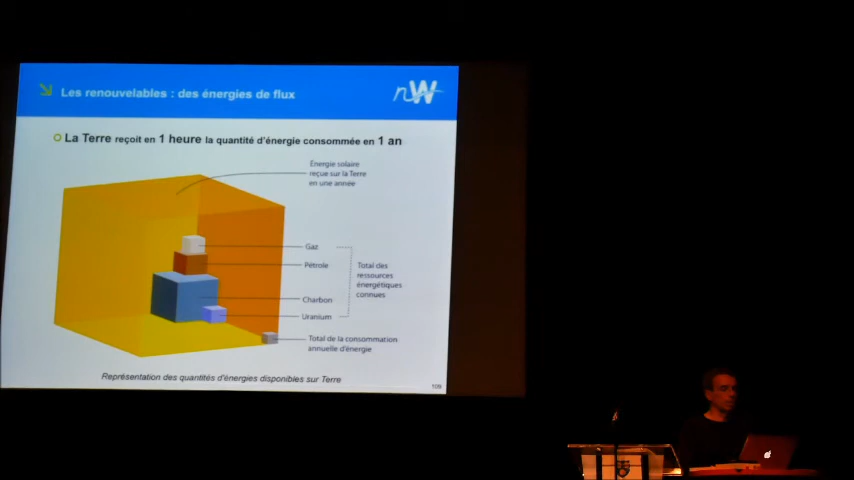 Les renouvelables : des énergies de flux
nW
La Terre reçoit en 1 heure la quantité d'énergie consommée en 1 an
Energie solaire
reçue sur la Terre
en une année
Gaz
Pétrole
Total des
ressources
énergétiques
connues
Charbon
Uranium
Total de la consommation
annuelle d'énergie
Représentation des quantités d'énergies disponibles sur Terre
109